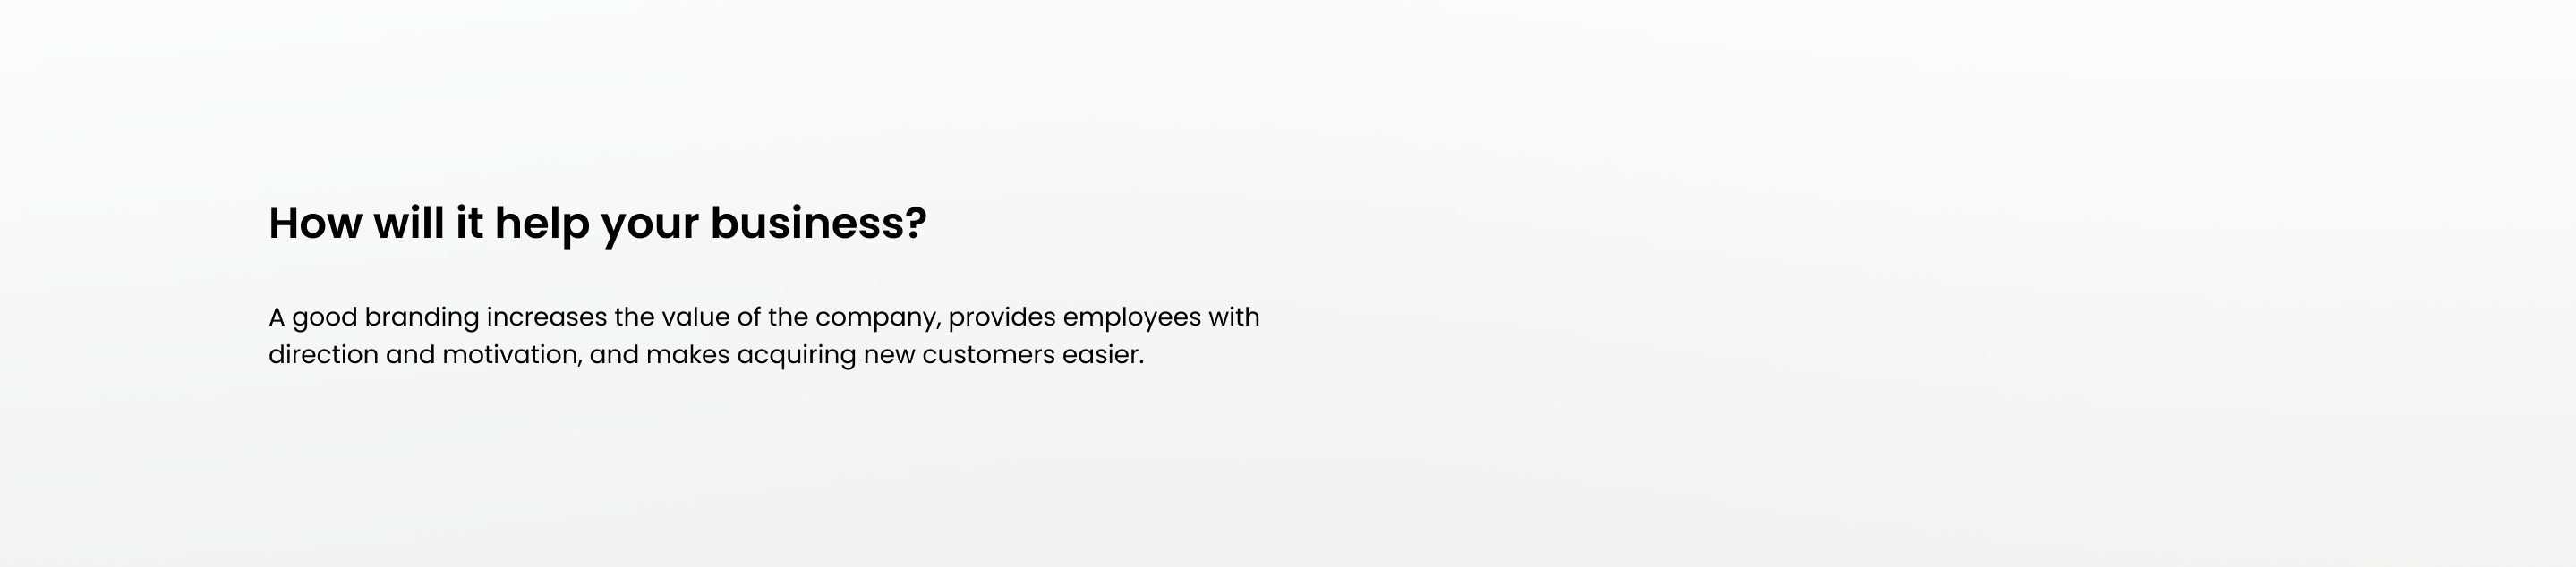 How will it help your business?
A good branding increases the value of the company, provides employees with
direction and motivation, and makes acquiring new customers easier.